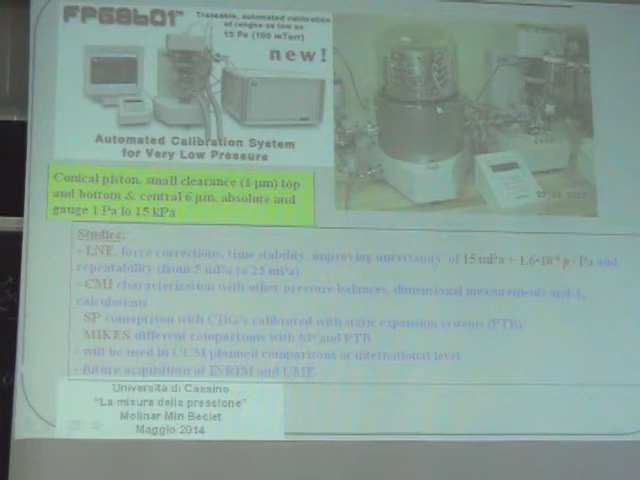 FPG8601™
Traceable, automated calibration
of ranges as low as
15 Pa (100 mTorr)
new!
Automated Calibration System
for Very Low Pressure
Conical piston, small clearance (1 µm) top
and bottom & central 6 µm, absolute and
gauge 1 Pa to 15 kPa
Studies:
- LNE, force corrections, time stability, improving uncertainty of 15 mPa + 1.6•10⁻⁶ p · Pa and
repeatability (from 5 mPa to 25 mPa)
- CMI characterization with other pressure balances, dimensional measurements and
calculations
- SP comaprison with CDG's calibrated with static expansion systems (PTB)
- MIKES different comparisons with SP and PTB
- will be used in CCM planned comparisons at international level
- future acquisition at INRIM and UME
Università di Cassino
"La misura della pressione"
Molinar Min Beciet
Maggio 2014